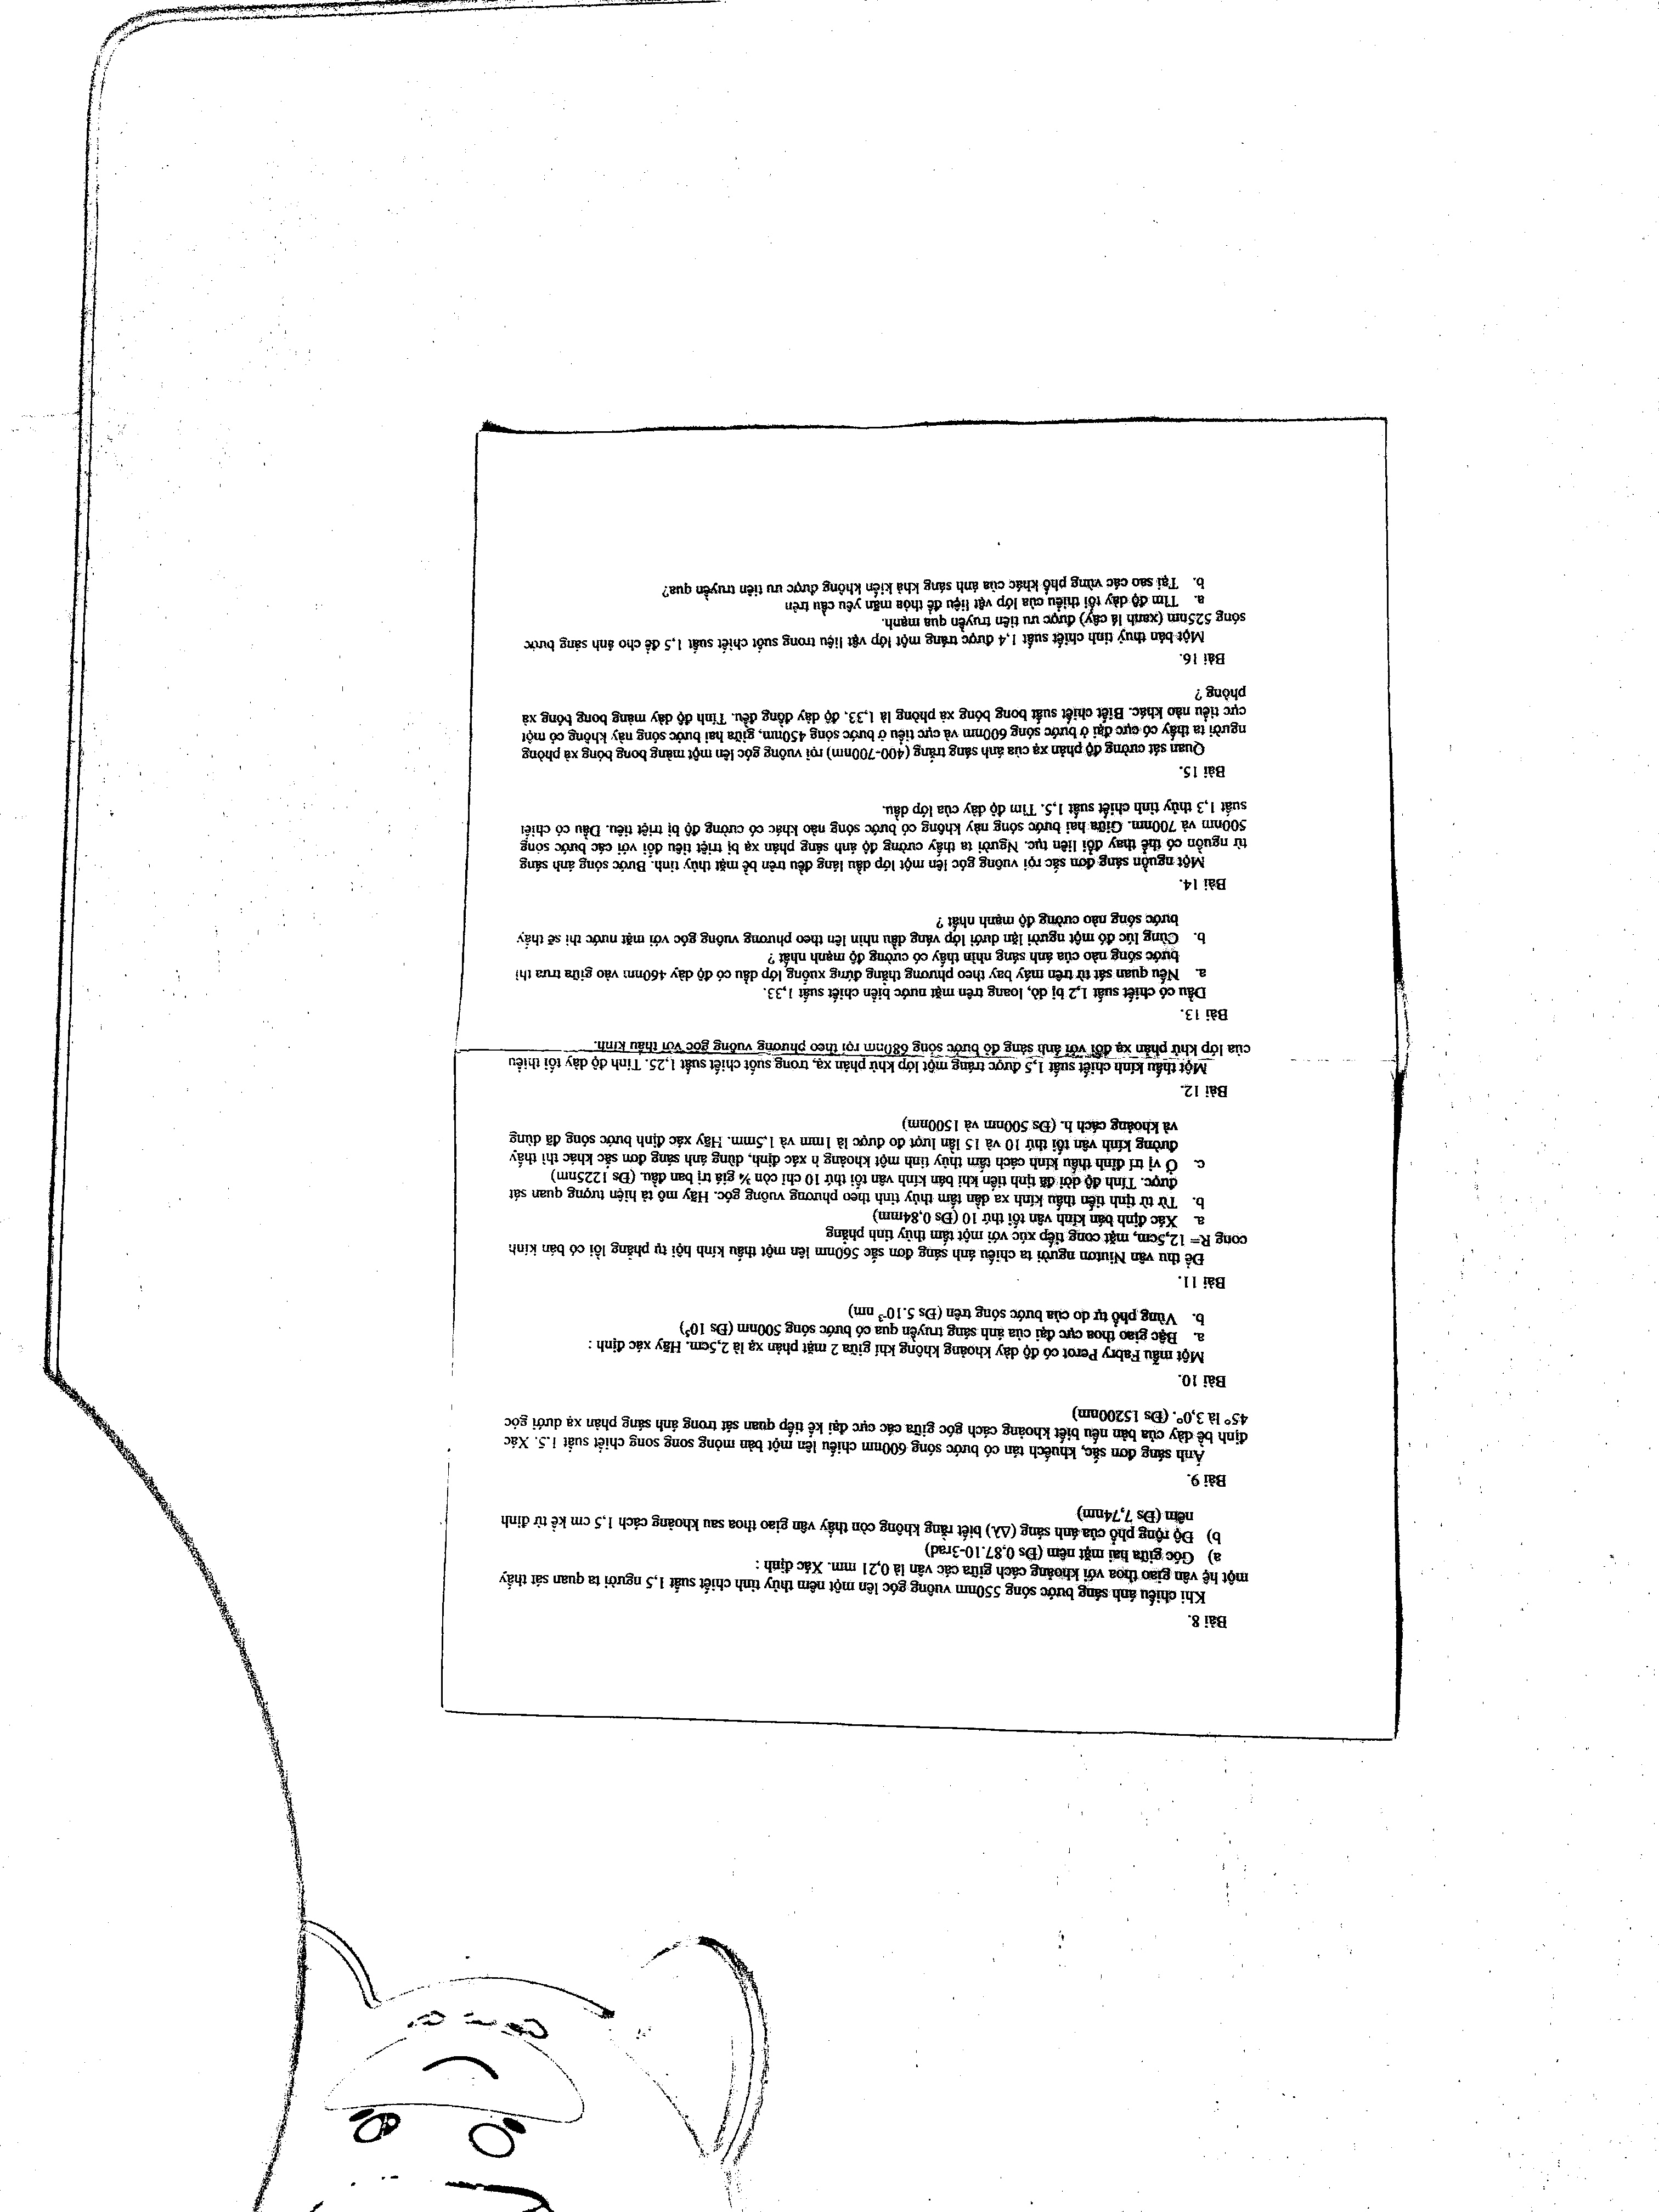 Bài 8.
Khi chiếu ánh sáng bước sóng 550nm vuông góc lên một nêm thủy tinh chiết suất 1,5 người ta quan sát thấy
một hệ vân giao thoa với khoảng cách giữa các vân là 0,21 mm. Xác định :
a) Góc giữa hai mặt nêm (Đs 0,87.10-3rad)
b) Độ rộng phổ của ánh sáng (Δλ) biết rằng không còn thấy vân giao thoa sau khoảng cách 1,5 cm kể từ đỉnh
nêm (Đs 7,74nm)
Bài 9.
Ánh sáng đơn sắc, khuếch tán có bước sóng 600nm chiếu lên một bản mỏng song song chiết suất 1.5. Xác
định bề dày của bản nếu biết khoảng cách góc giữa các cực đại kế tiếp quan sát trong ánh sáng phản xạ dưới góc
45° là 3,0°. (Đs 15200nm)
Bài 10.
Một mẫu Fabry Perot có độ dày khoảng không khí giữa 2 mặt phản xạ là 2,5cm. Hãy xác định :
a. Bậc giao thoa cực đại của ánh sáng truyền qua có bước sóng 500nm (Đs 10⁵)
b. Vùng phổ tự do của bước sóng trên (Đs 5.10⁻³ nm)
Bài 11.
Để thu vân Niuton người ta chiếu ánh sáng đơn sắc 560nm lên một thấu kính hội tụ phẳng lồi có bán kính
cong R= 12,5cm, mặt cong tiếp xúc với một tấm thủy tinh phẳng
a. Xác định bán kính vân tối thứ 10 (Đs 0,84mm)
b. Từ từ tịnh tiến thấu kính xa dần tấm thủy tinh theo phương vuông góc. Hãy mô tả hiện tượng quan sát
được. Tính độ dời đã tịnh tiến khi bán kính vân tối thứ 10 chỉ còn ¾ giá trị ban đầu. (Đs 1225nm)
c. Ở vị trí đỉnh thấu kính cách tấm thủy tinh một khoảng h xác định, dùng ánh sáng đơn sắc khác thì thấy
đường kính vân tối thứ 10 và 15 lần lượt đo được là 1mm và 1,5mm. Hãy xác định bước sóng đã dùng
và khoảng cách h. (Đs 500nm và 1500nm)
Bài 12.
Một thấu kính chiết suất 1,5 được tráng một lớp khử phản xạ, trong suốt chiết suất 1,25. Tính độ dày tối thiểu
của lớp khử phản xạ đối với ánh sáng đỏ bước sóng 680nm rọi theo phương vuông góc với thấu kính.
Bài 13.
Dầu có chiết suất 1,2 bị đò, loang trên mặt nước biển chiết suất 1,33.
a. Nếu quan sát từ trên máy bay theo phương thẳng đứng xuống lớp dầu có độ dày 460nm vào giữa trưa thì
bước sóng nào của ánh sáng nhìn thấy có cường độ mạnh nhất ?
b. Cùng lúc đó một người lặn dưới lớp váng dầu nhìn lên theo phương vuông góc với mặt nước thì sẽ thấy
bước sóng nào cường độ mạnh nhất ?
Bài 14.
Một nguồn sáng đơn sắc rọi vuông góc lên một lớp dầu láng đều trên bề mặt thủy tinh. Bước sóng ánh sáng
từ nguồn có thể thay đổi liên tục. Người ta thấy cường độ ánh sáng phản xạ bị triệt tiêu đối với các bước sóng
500nm và 700nm. Giữa hai bước sóng này không có bước sóng nào khác có cường độ bị triệt tiêu. Dầu có chiết
suất 1,3 thủy tinh chiết suất 1,5. Tìm độ dày của lớp dầu.
Bài 15.
Quan sát cường độ phản xạ của ánh sáng trắng (400-700nm) rọi vuông góc lên một màng bong bóng xà phòng
người ta thấy có cực đại ở bước sóng 600nm và cực tiểu ở bước sóng 450nm, giữa hai bước sóng này không có một
cực tiểu nào khác. Biết chiết suất bong bóng xà phòng là 1,33, độ dày đồng đều. Tính độ dày màng bong bóng xà
phòng ?
Bài 16.
Một bản thuỷ tinh chiết suất 1,4 được tráng một lớp vật liệu trong suốt chiết suất 1,5 để cho ánh sáng bước
sóng 525nm (xanh lá cây) được ưu tiên truyền qua mạnh.
a. Tìm độ dày tối thiểu của lớp vật liệu để thỏa mãn yêu cầu trên
b. Tại sao các vùng phổ khác của ánh sáng khả kiến không được ưu tiên truyền qua?